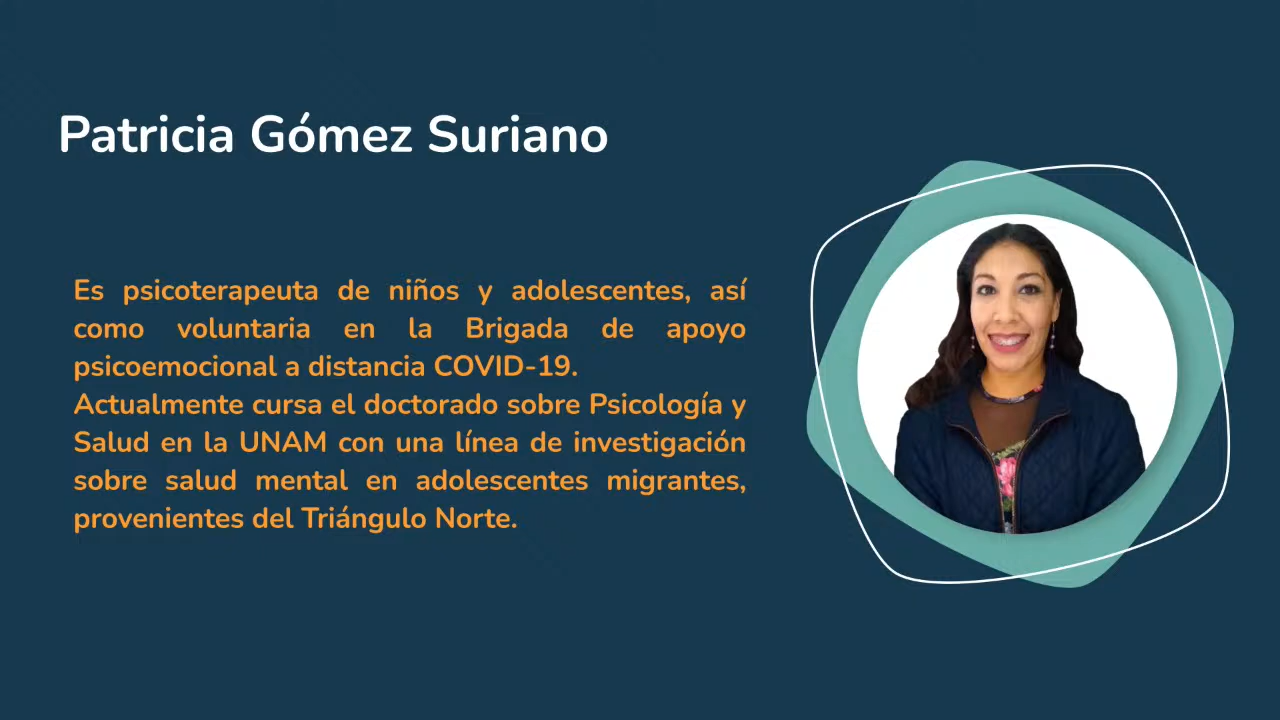 Patricia Gómez Suriano
Es psicoterapeuta de niños y adolescentes, así
como voluntaria en la Brigada de apoyo
psicoemocional a distancia COVID-19.
Actualmente cursa el doctorado sobre Psicología y
Salud en la UNAM con una línea de investigación
sobre salud mental en adolescentes migrantes,
provenientes del Triángulo Norte.